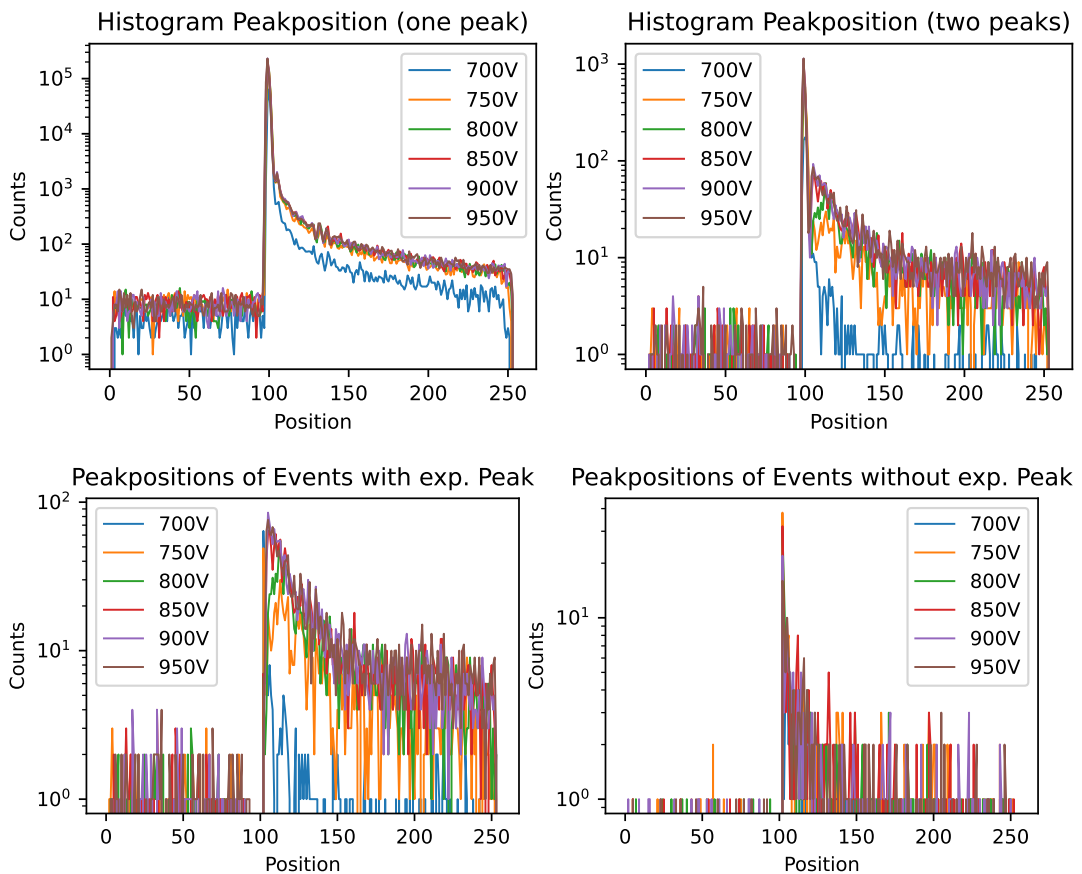 Histogram Peakposition (one peak)
10^5
10^4
10^3
10^2
10^1
10^0
Counts
700V
750V
800V
850V
900V
950V
0 50 100 150 200 250
Position
Histogram Peakposition (two peaks)
10^3
10^2
10^1
10^0
Counts
700V
750V
800V
850V
900V
950V
0 50 100 150 200 250
Position
Peakpositions of Events with exp. Peak
10^2
10^1
10^0
Counts
700V
750V
800V
850V
900V
950V
0 50 100 150 200 250
Position
Peakpositions of Events without exp. Peak
10^1
10^0
Counts
700V
750V
800V
850V
900V
950V
0 50 100 150 200 250
Position